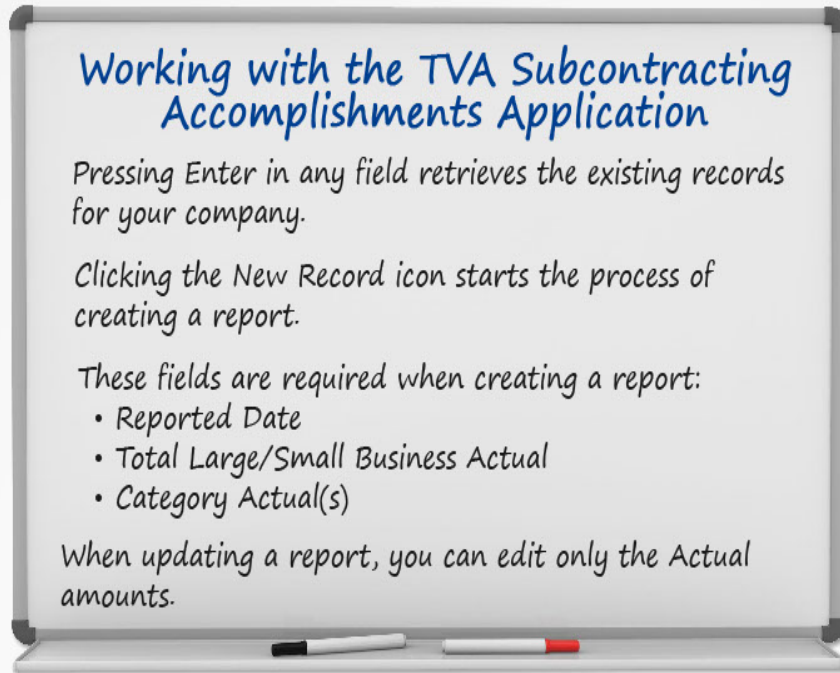 Working with the TVA Subcontracting
Accomplishments Application
Pressing Enter in any field retrieves the existing records
for your company.
Clicking the New Record icon starts the process of
creating a report.
These fields are required when creating a report:
• Reported Date
• Total Large/Small Business Actual
• Category Actual(s)
When updating a report, you can edit only the Actual
amounts.